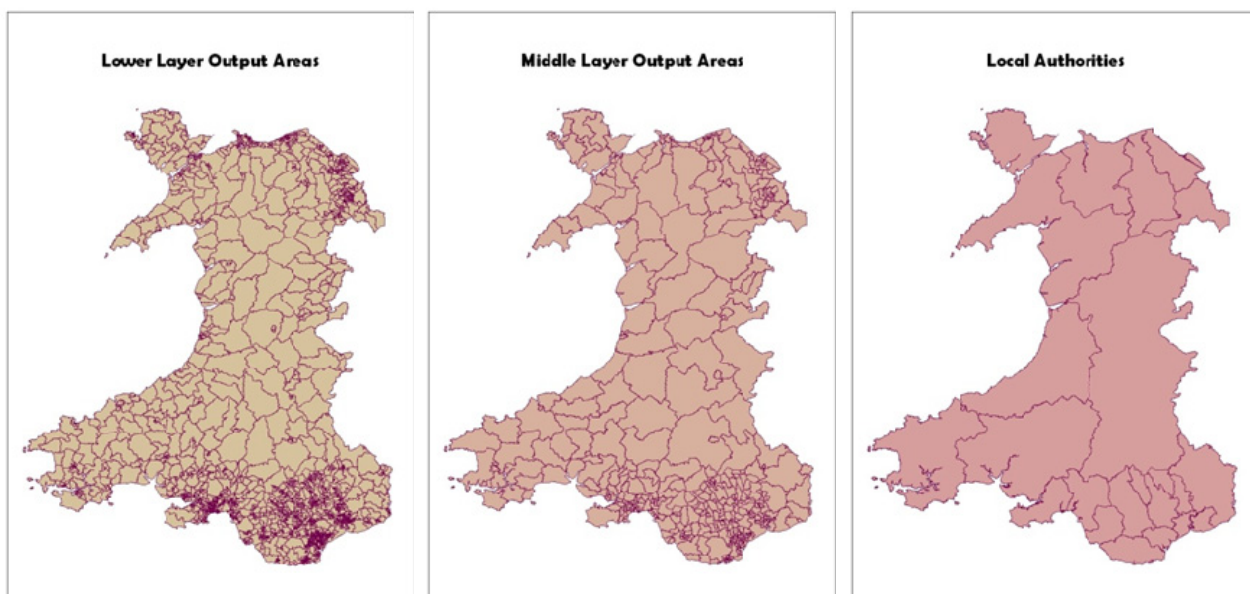 Lower Layer Output Areas
Middle Layer Output Areas
Local Authorities